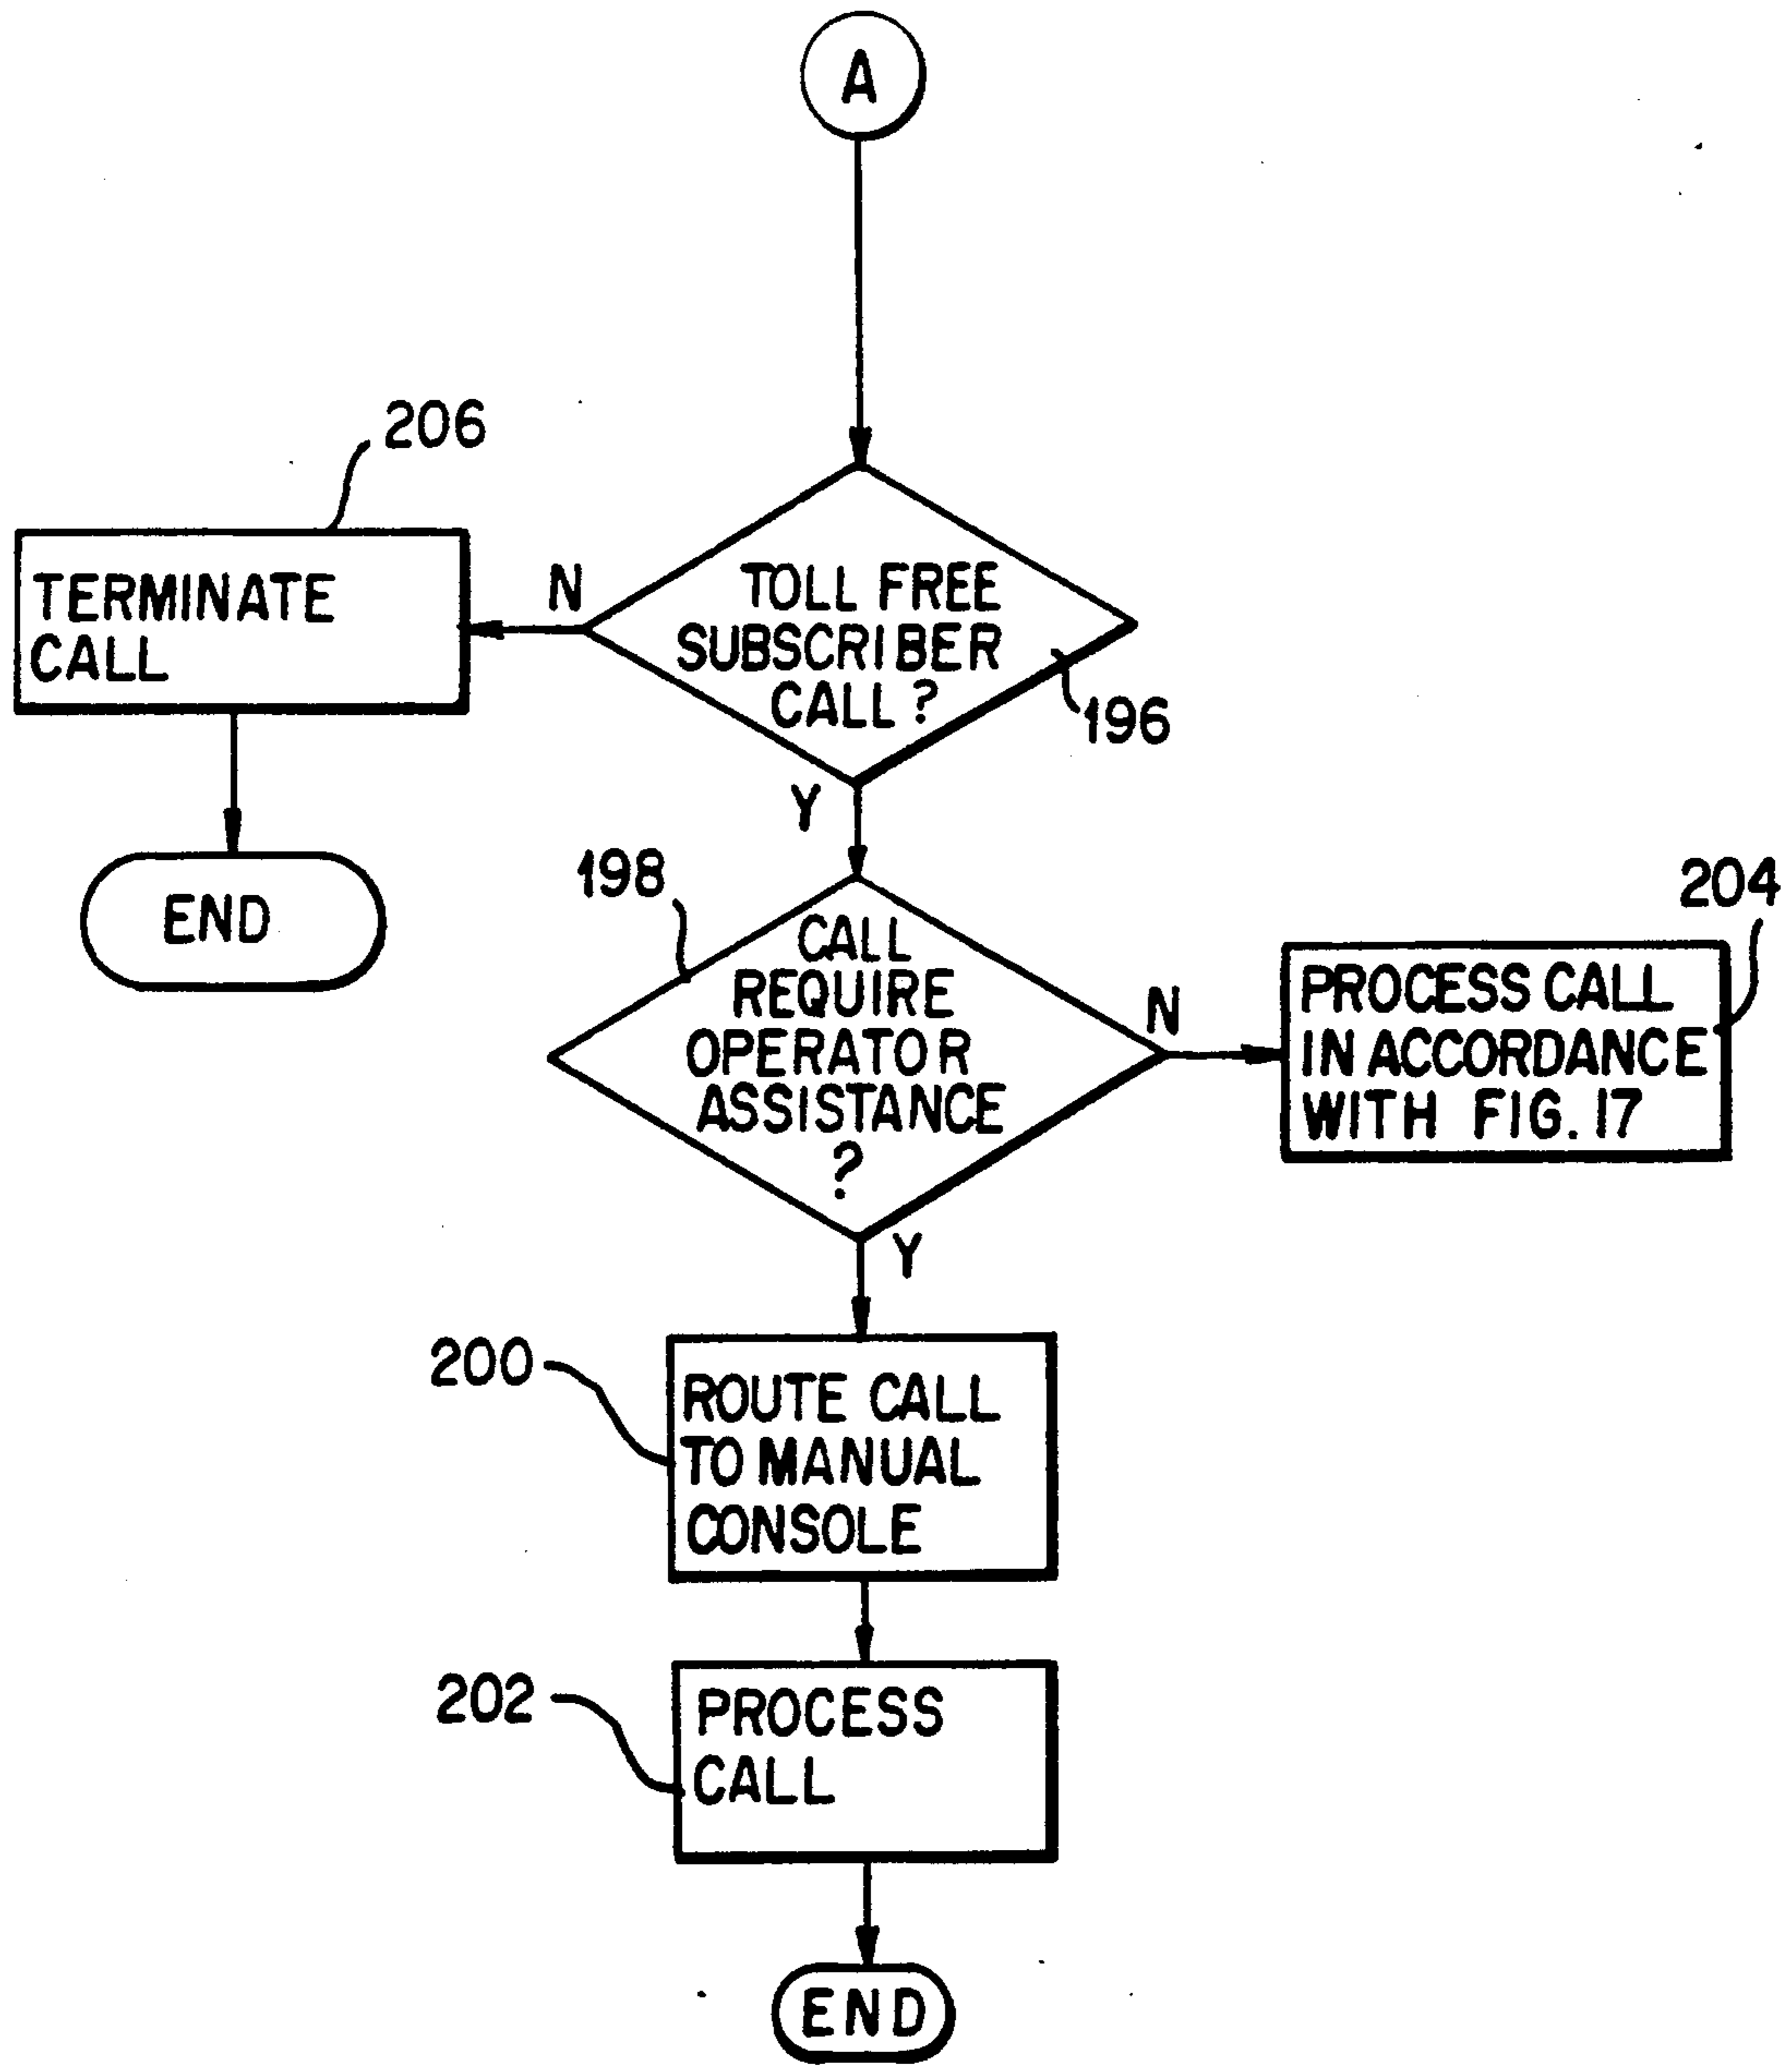 A
206
TERMINATE
CALL
N
TOLL FREE
SUBSCRIBER
CALL ?
196
END
Y
198
CALL
REQUIRE
OPERATOR
ASSISTANCE
?
N
204
PROCESS CALL
IN ACCORDANCE
WITH FIG. 17
Y
200
ROUTE CALL
TO MANUAL
CONSOLE
202
PROCESS
CALL
END